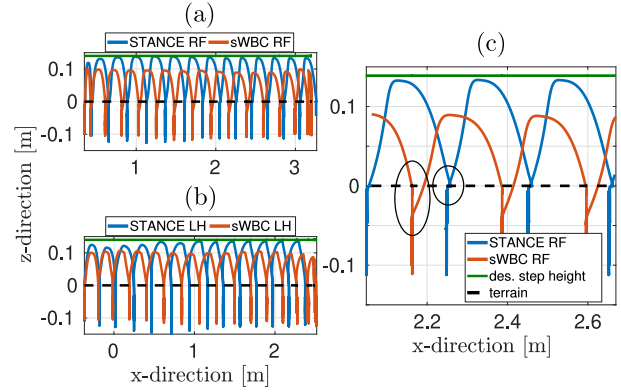 (a)
STANCE RF sWBC RF
0.1
0
-0.1
1 2 3
(b)
STANCE LH sWBC LH
0.1
0
-0.1
0 1 2
x-direction [m]
z-direction [m]
(c)
0.1
0
-0.1
STANCE RF
sWBC RF
des. step height
terrain
2.2 2.4 2.6
x-direction [m]